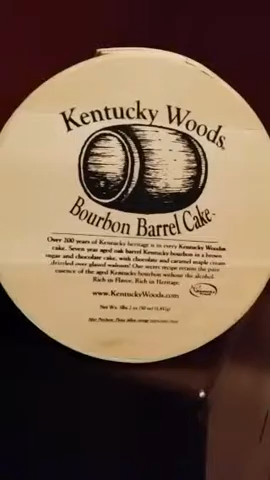 Kentucky Woods
Bourbon Barrel Cake
Over 200 years of Kentucky heritage is in every Kentucky Woods
cake. Seven year aged oak barrel Kentucky bourbon in a brown
sugar and chocolate cake, with chocolate and caramel maple cream
drizzled over glazed walnuts! Our secret recipe retains the pure
essence of the aged Kentucky bourbon without the alcohol.
Rich in Flavor, Rich in Heritage.
www.KentuckyWoods.com
Net Wt.